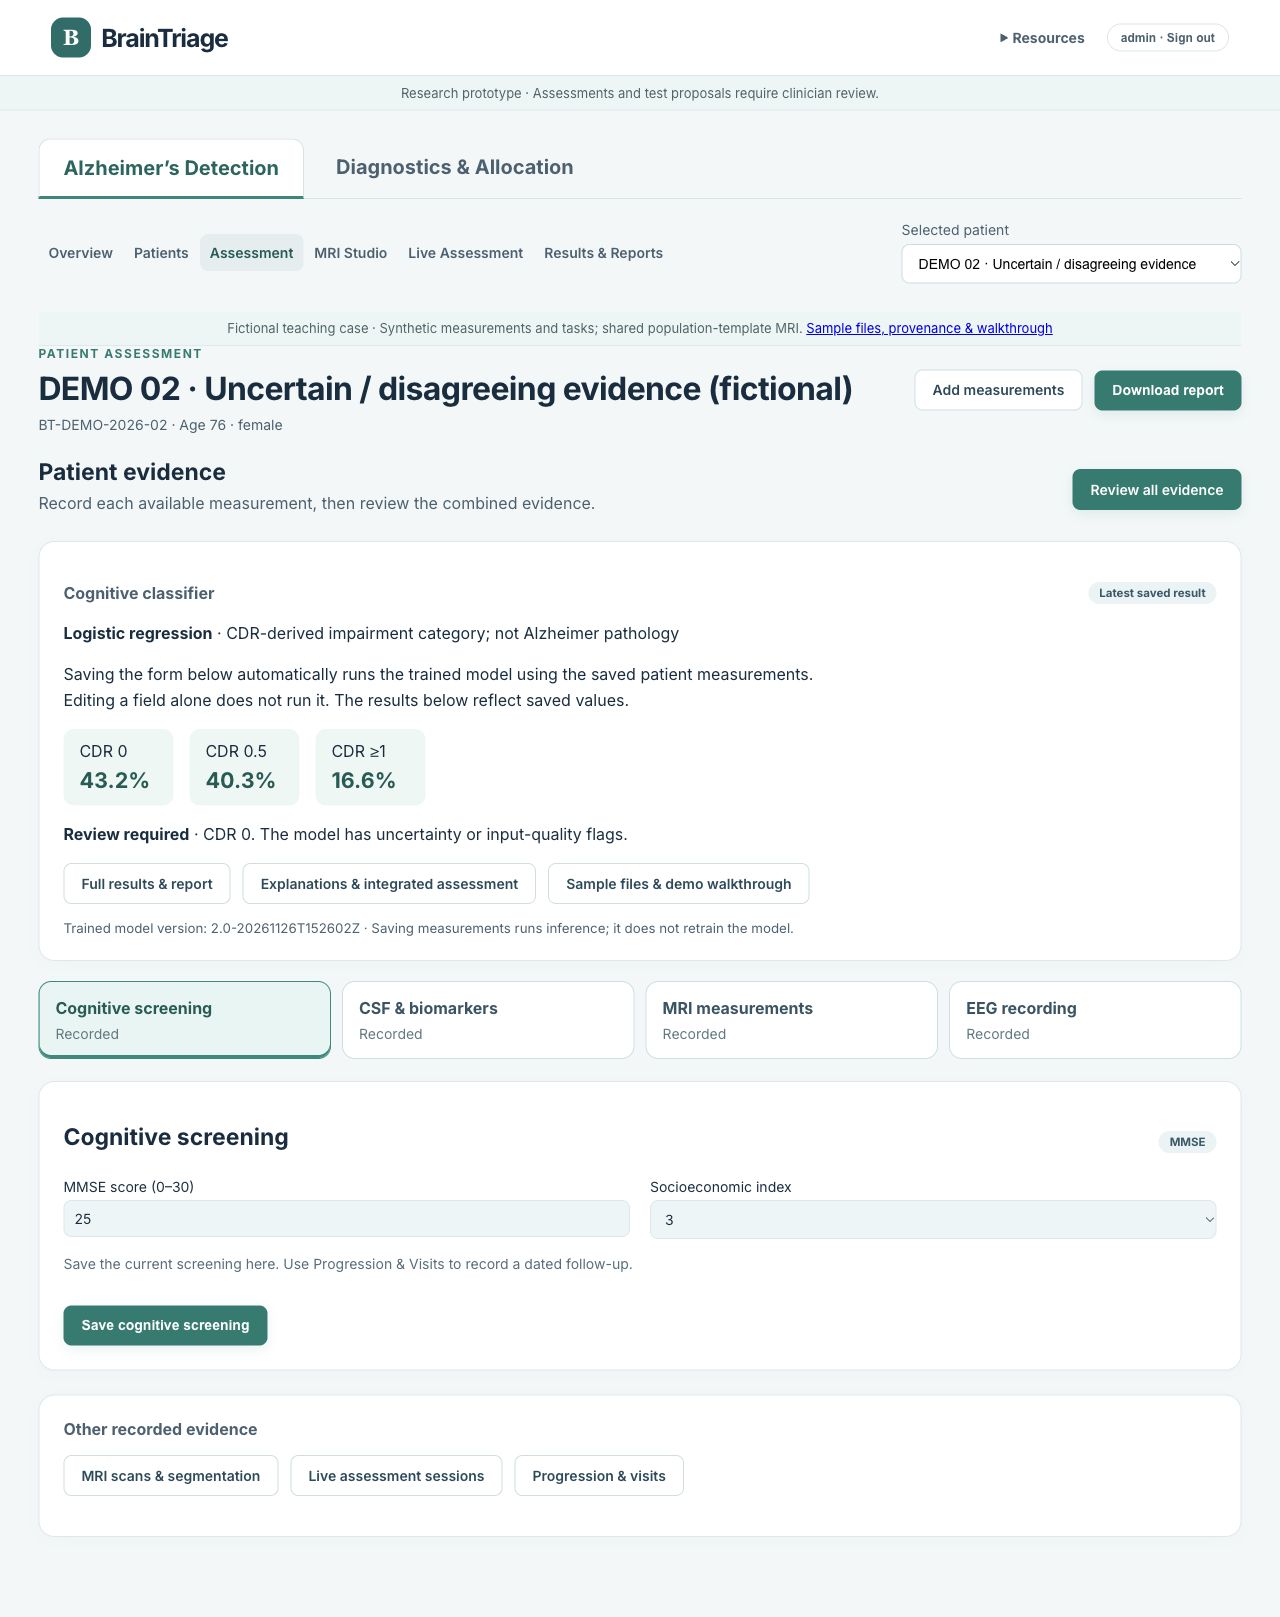 B BrainTriage
Resources
admin · Sign out
Research prototype · Assessments and test proposals require clinician review.
Alzheimer’s Detection
Diagnostics & Allocation
Overview
Patients
Assessment
MRI Studio
Live Assessment
Results & Reports
Selected patient
DEMO 02 · Uncertain / disagreeing evidence
Fictional teaching case · Synthetic measurements and tasks; shared population-template MRI. Sample files, provenance & walkthrough
PATIENT ASSESSMENT
DEMO 02 · Uncertain / disagreeing evidence (fictional)
Add measurements
Download report
BT-DEMO-2026-02 · Age 76 · female
Patient evidence
Record each available measurement, then review the combined evidence.
Review all evidence
Cognitive classifier
Latest saved result
Logistic regression · CDR-derived impairment category; not Alzheimer pathology
Saving the form below automatically runs the trained model using the saved patient measurements.
Editing a field alone does not run it. The results below reflect saved values.
CDR 0
43.2%
CDR 0.5
40.3%
CDR ≥1
16.6%
Review required · CDR 0. The model has uncertainty or input-quality flags.
Full results & report
Explanations & integrated assessment
Sample files & demo walkthrough
Trained model version: 2.0-20261126T152602Z · Saving measurements runs inference; it does not retrain the model.
Cognitive screening
Recorded
CSF & biomarkers
Recorded
MRI measurements
Recorded
EEG recording
Recorded
Cognitive screening
MMSE
MMSE score (0–30)
25
Socioeconomic index
3
Save the current screening here. Use Progression & Visits to record a dated follow-up.
Save cognitive screening
Other recorded evidence
MRI scans & segmentation
Live assessment sessions
Progression & visits